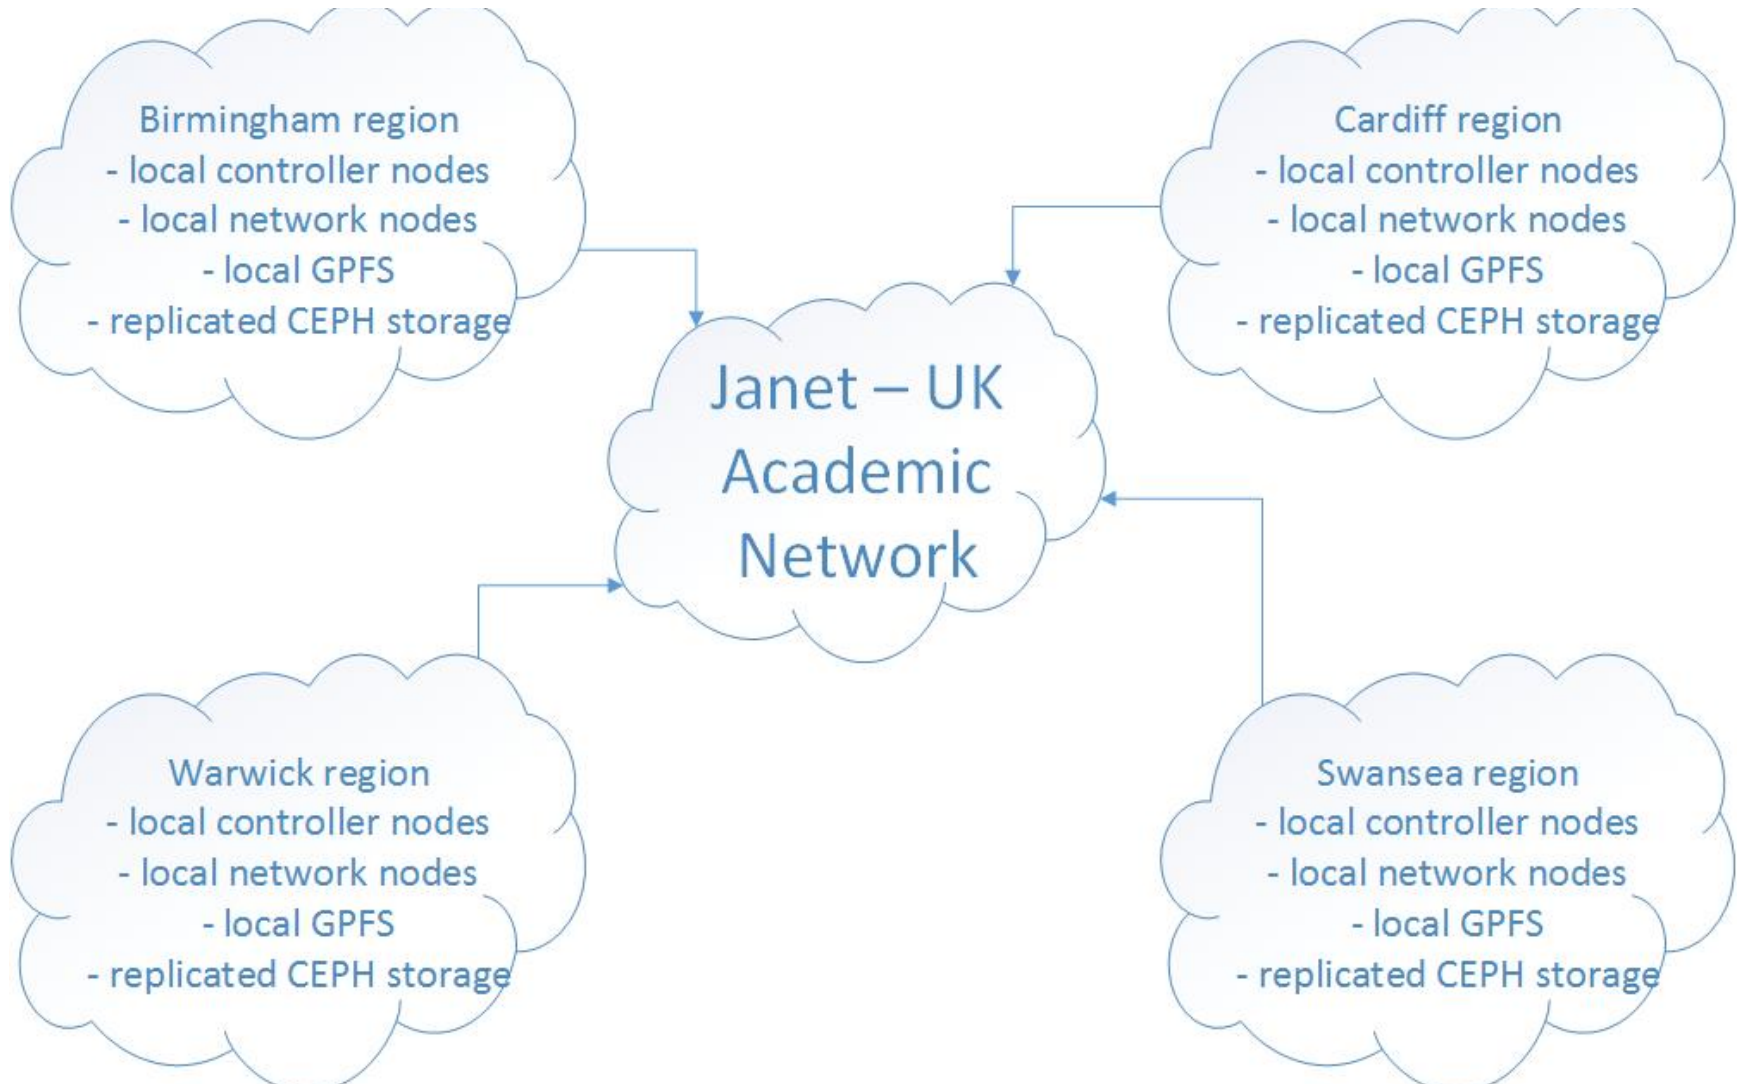 Birmingham region
- local controller nodes
- local network nodes
- local GPFS
- replicated CEPH storage
Cardiff region
- local controller nodes
- local network nodes
- local GPFS
- replicated CEPH storage
Janet – UK
Academic
Network
Warwick region
- local controller nodes
- local network nodes
- local GPFS
- replicated CEPH storage
Swansea region
- local controller nodes
- local network nodes
- local GPFS
- replicated CEPH storage